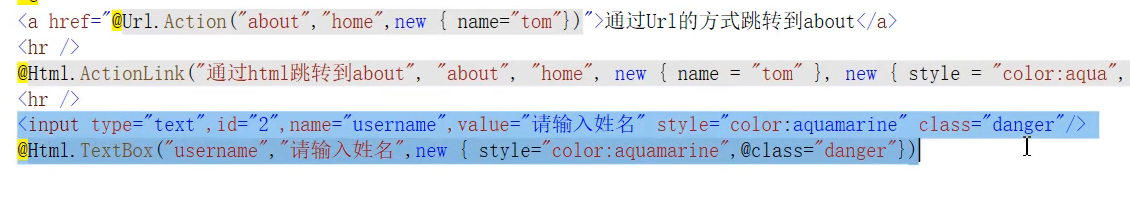 <a href="@Url.Action("about","home",new { name="tom"})">通过Url的方式跳转到about</a>
<hr />
@Html.ActionLink("通过html跳转到about", "about", "home", new { name = "tom" }, new { style = "color:aqua",
<hr />
<input type="text",id="2",name="username",value="请输入姓名" style="color:aquamarine" class="danger"/>
@Html.TextBox("username","请输入姓名",new { style="color:aquamarine",@class="danger"})